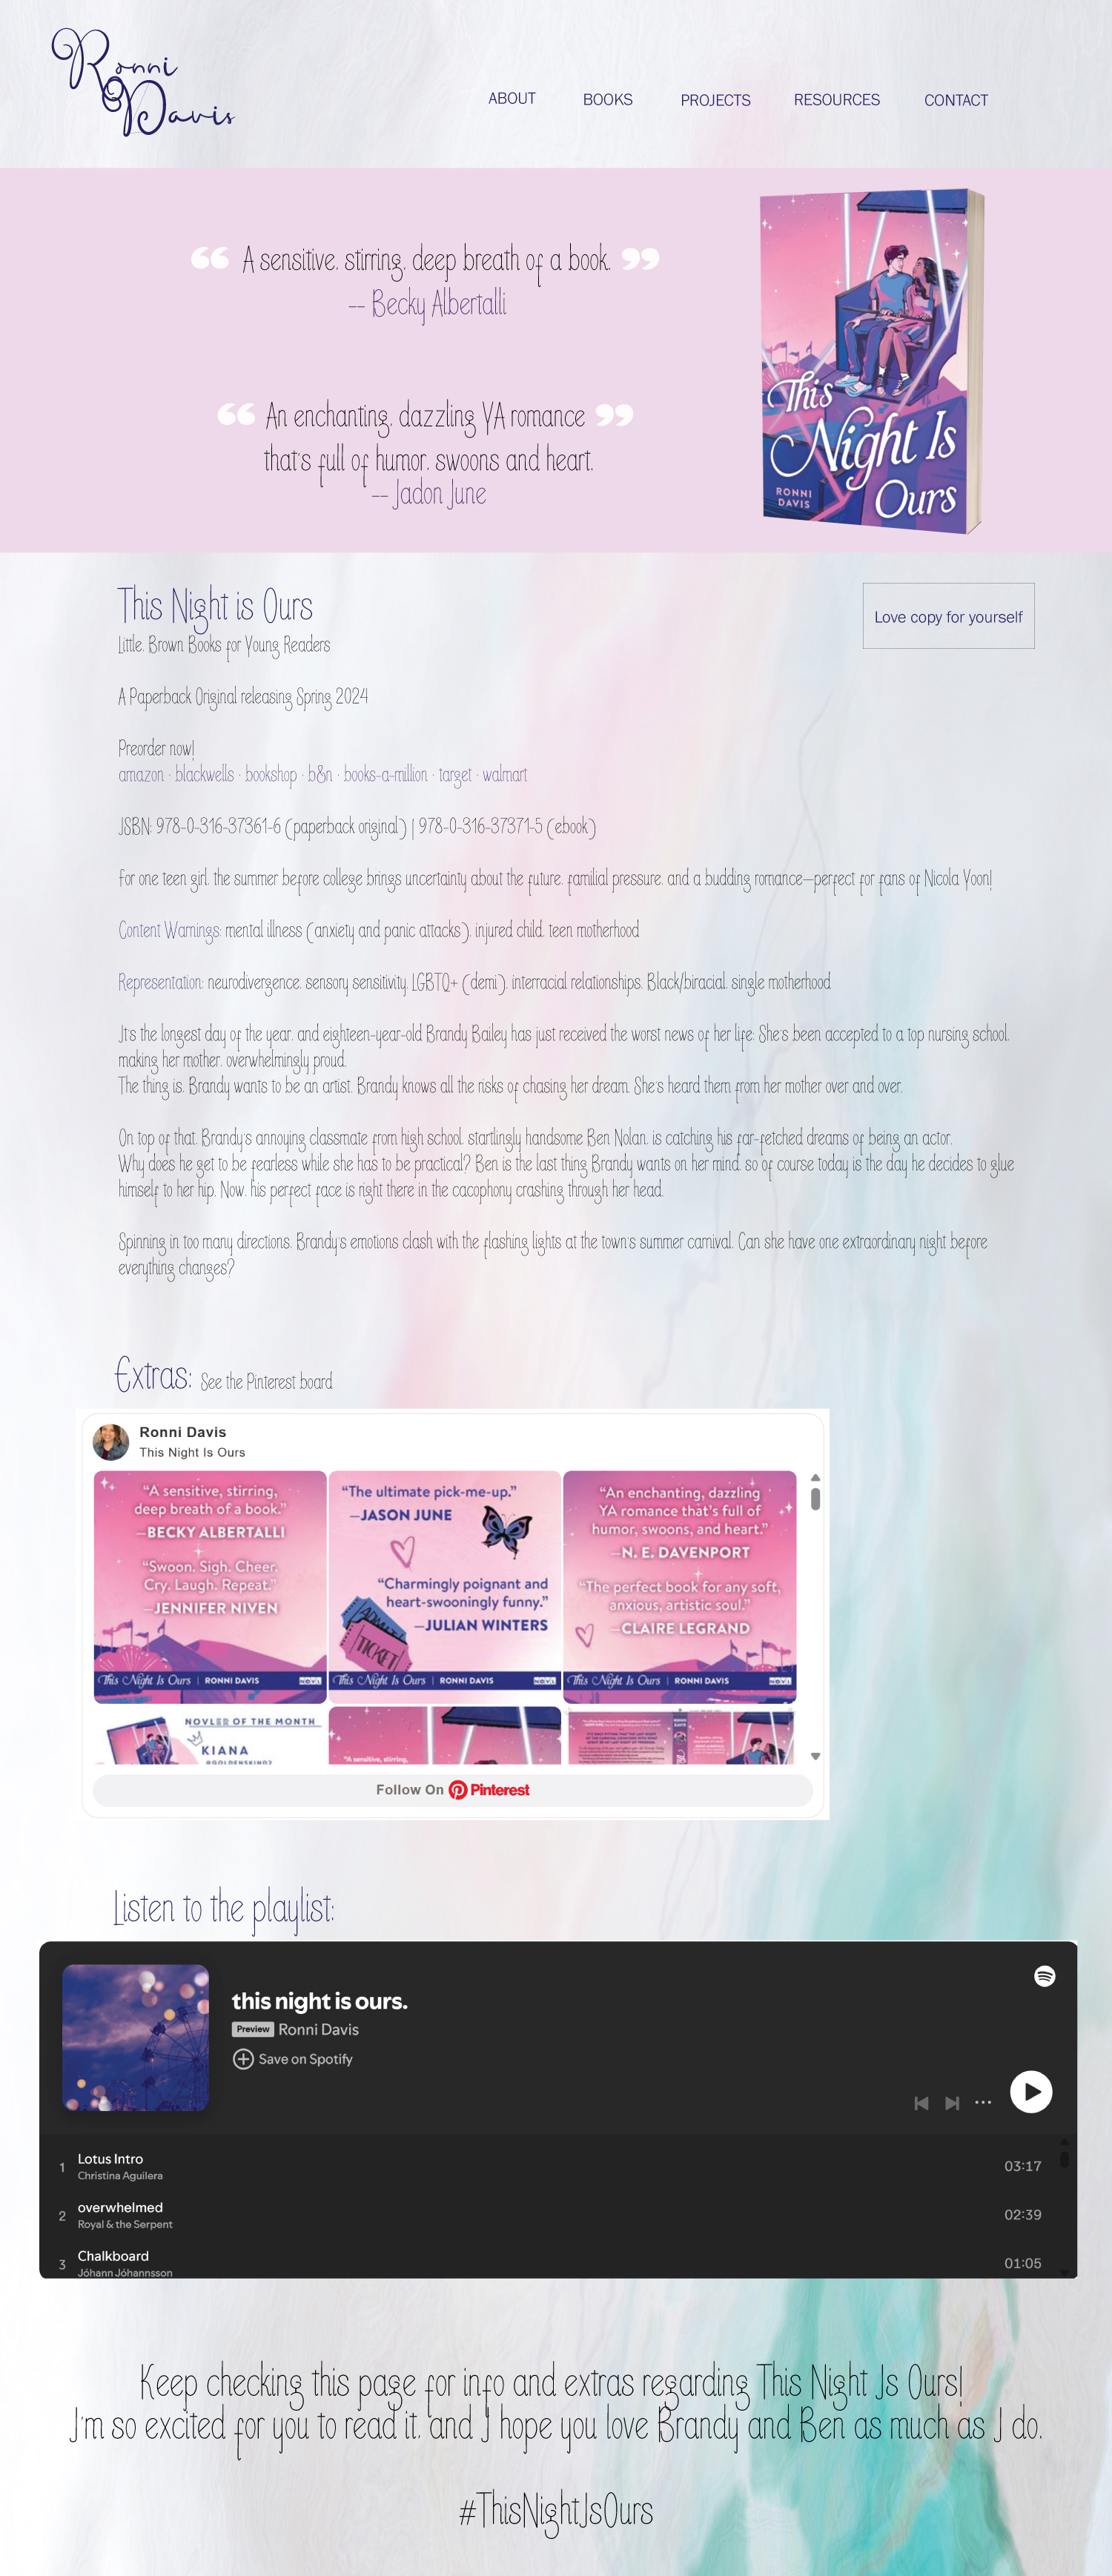 Ronni
Davis
ABOUT
BOOKS
PROJECTS
RESOURCES
CONTACT
“ A sensitive, stirring, deep breath of a book. ”
-- Becky Albertalli
“ An enchanting, dazzling YA romance ”
that's full of humor, swoons and heart.
-- Jadon June
This
Night Is
Ours
RONNI
DAVIS
This Night is Ours
Love copy for yourself
Little, Brown Books for Young Readers
A Paperback Original releasing Spring 2024
Preorder now!
amazon · blackwells · bookshop · b&n · books-a-million · target · walmart
ISBN: 978-0-316-37361-6 (paperback original) | 978-0-316-37371-5 (ebook)
For one teen girl, the summer before college brings uncertainty about the future, familial pressure, and a budding romance—perfect for fans of Nicola Yoon!
Content Warnings: mental illness (anxiety and panic attacks), injured child, teen motherhood
Representation: neurodivergence, sensory sensitivity, LGBTQ+ (demi), interracial relationships, Black/biracial, single motherhood
It's the longest day of the year, and eighteen-year-old Brandy Bailey has just received the worst news of her life: She's been accepted to a top nursing school,
making her mother, overwhelmingly proud.
The thing is, Brandy wants to be an artist. Brandy knows all the risks of chasing her dream. She's heard them from her mother over and over.
On top of that, Brandy's annoying classmate from high school, startlingly handsome Ben Nolan, is catching his far-fetched dreams of being an actor.
Why does he get to be fearless while she has to be practical? Ben is the last thing Brandy wants on her mind, so of course today is the day he decides to glue
himself to her hip. Now, his perfect face is right there in the cacophony crashing through her head.
Spinning in too many directions, Brandy's emotions clash with the flashing lights at the town's summer carnival. Can she have one extraordinary night before
everything changes?
Extras: See the Pinterest board
Ronni Davis
This Night Is Ours
“A sensitive, stirring,
deep breath of a book.”
—BECKY ALBERTALLI
“Swoon. Sigh. Cheer.
Cry. Laugh. Repeat.”
—JENNIFER NIVEN
This Night Is Ours | RONNI DAVIS
NOVL
“The ultimate pick-me-up.”
—JASON JUNE
“Charmingly poignant and
heart-swooningly funny.”
—JULIAN WINTERS
ADMIT
TICKET
This Night Is Ours | RONNI DAVIS
NOVL
“An enchanting, dazzling
YA romance that's full of
humor, swoons, and heart.”
—N. E. DAVENPORT
“The perfect book for any soft,
anxious, artistic soul.”
—CLAIRE LEGRAND
This Night Is Ours | RONNI DAVIS
NOVL
NOVLER OF THE MONTH
KIANA
“A sensitive, stirring,
Follow On Pinterest
Listen to the playlist:
this night is ours.
Preview Ronni Davis
Save on Spotify
1 Lotus Intro 03:17
Christina Aguilera
2 overwhelmed 02:39
Royal & the Serpent
3 Chalkboard 01:05
Jóhann Jóhannsson
Keep checking this page for info and extras regarding This Night Is Ours!
I'm so excited for you to read it, and I hope you love Brandy and Ben as much as I do.
#ThisNightIsOurs